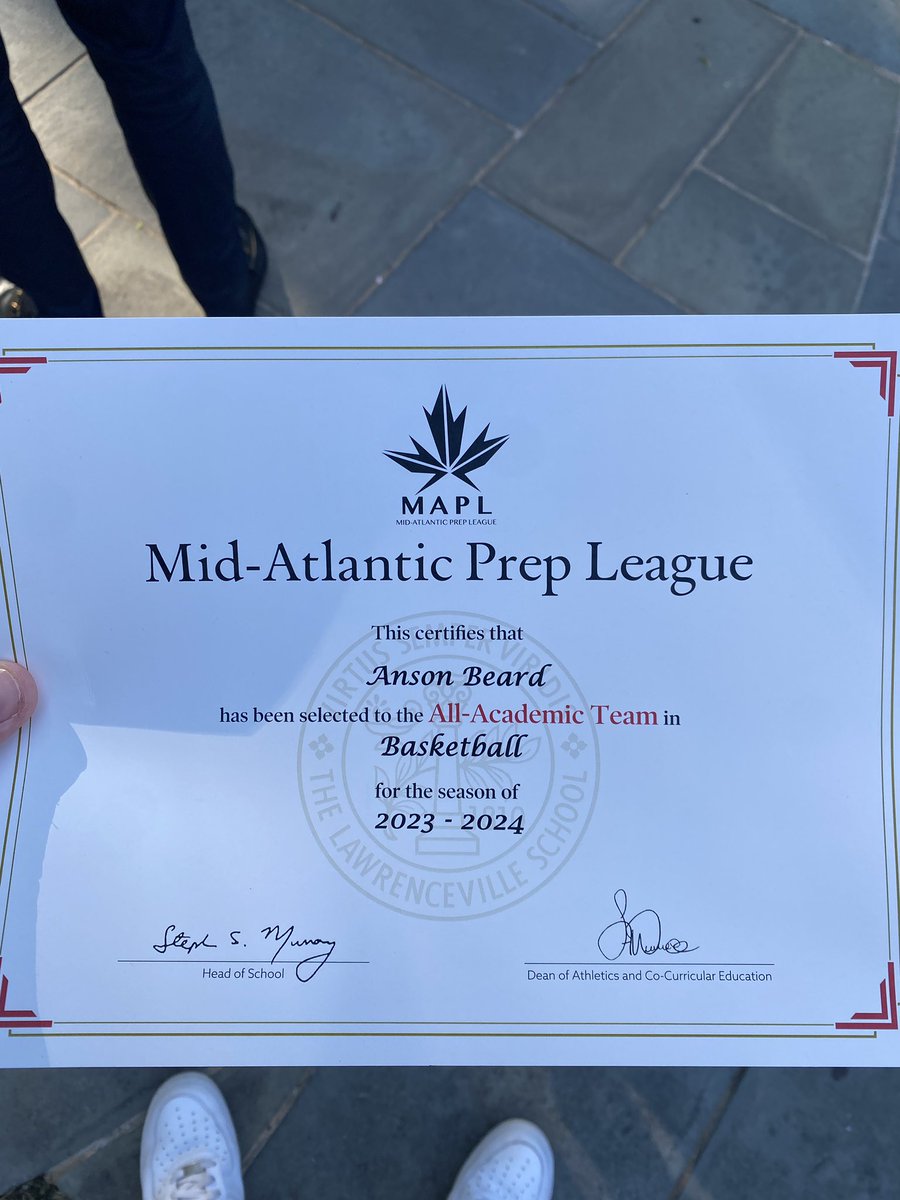 MAPL
MID-ATLANTIC PREP LEAGUE
Mid-Atlantic Prep League
This certifies that
Anson Beard
has been selected to the All-Academic Team in
Basketball
for the season of
2023 - 2024
VIRTUS SEMPER VIRIDIS
1810
THE LAWRENCEVILLE SCHOOL
Steph S. Murray
Head of School
Dean of Athletics and Co-Curricular Education